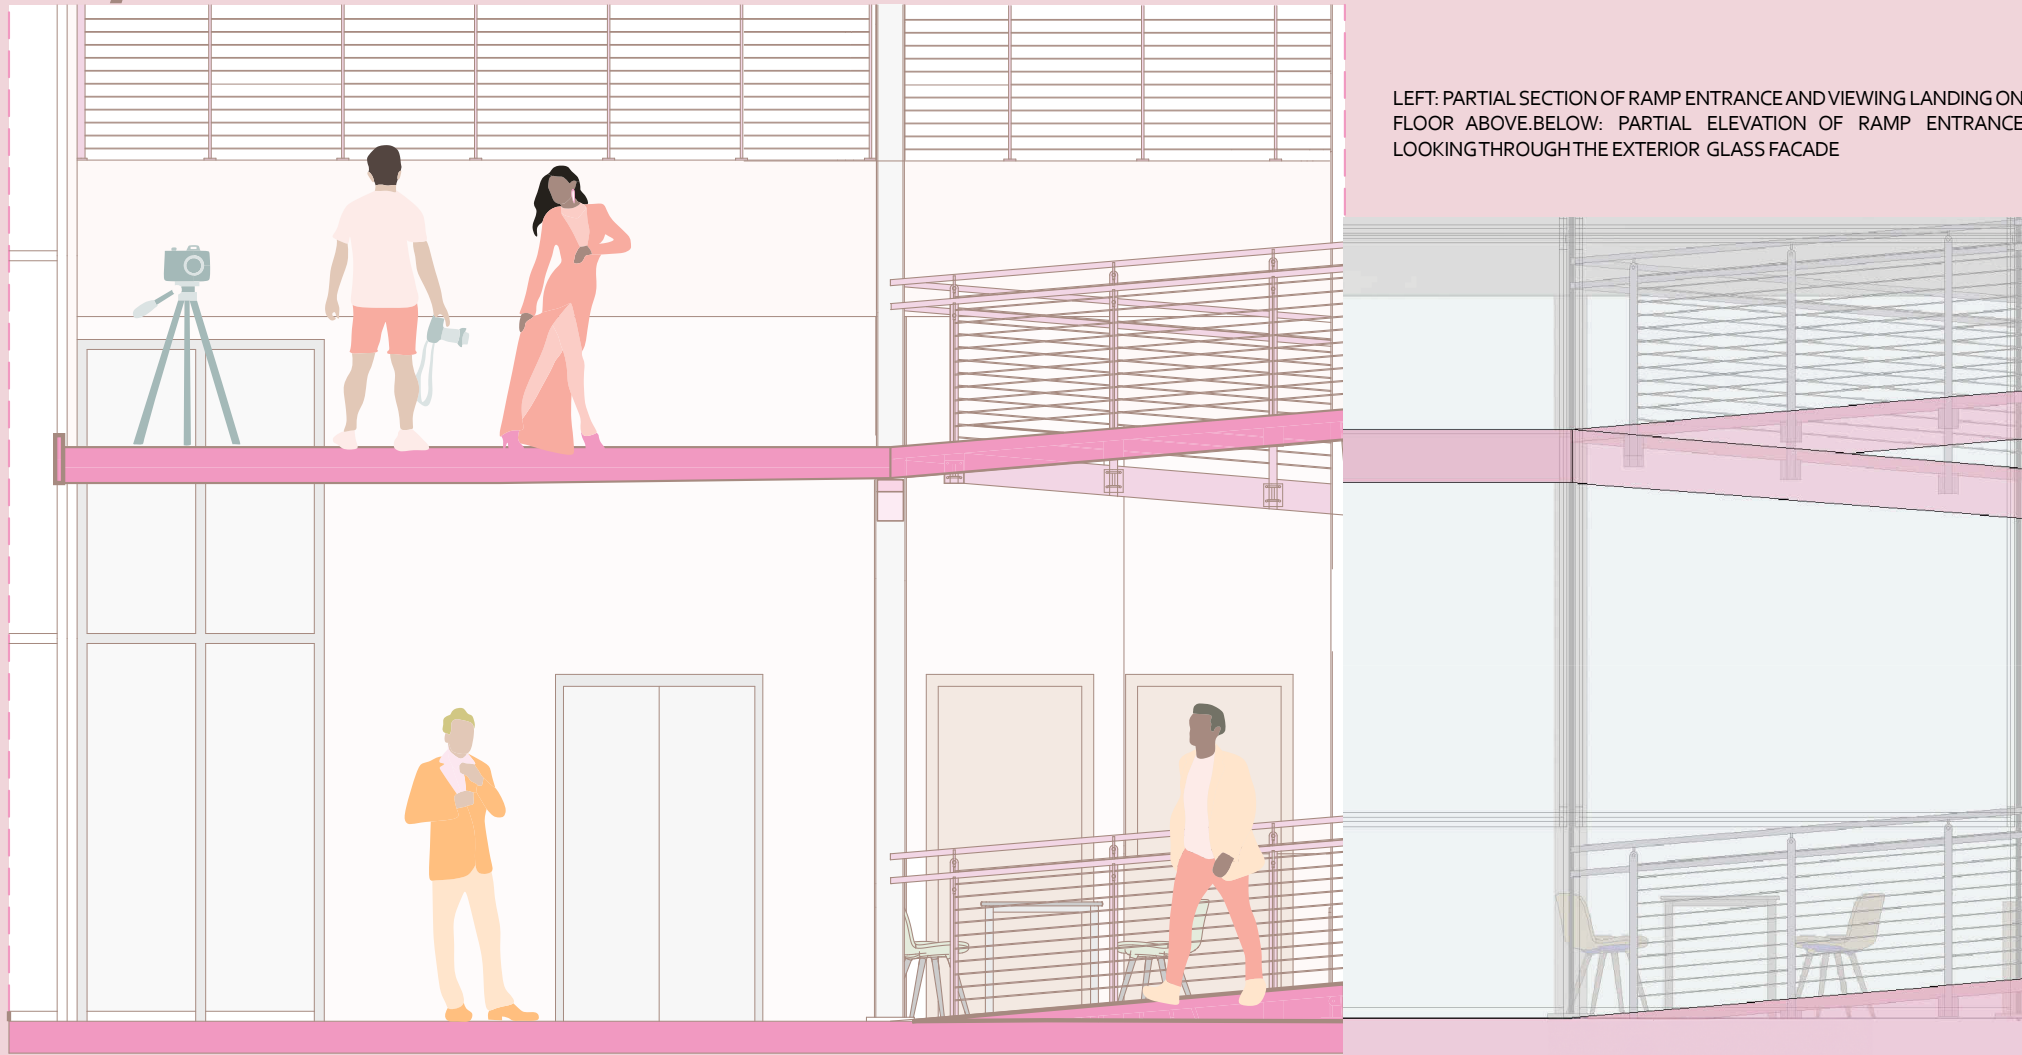 LEFT: PARTIAL SECTION OF RAMP ENTRANCE AND VIEWING LANDING ON
FLOOR ABOVE.BELOW: PARTIAL ELEVATION OF RAMP ENTRANCE
LOOKING THROUGH THE EXTERIOR GLASS FACADE